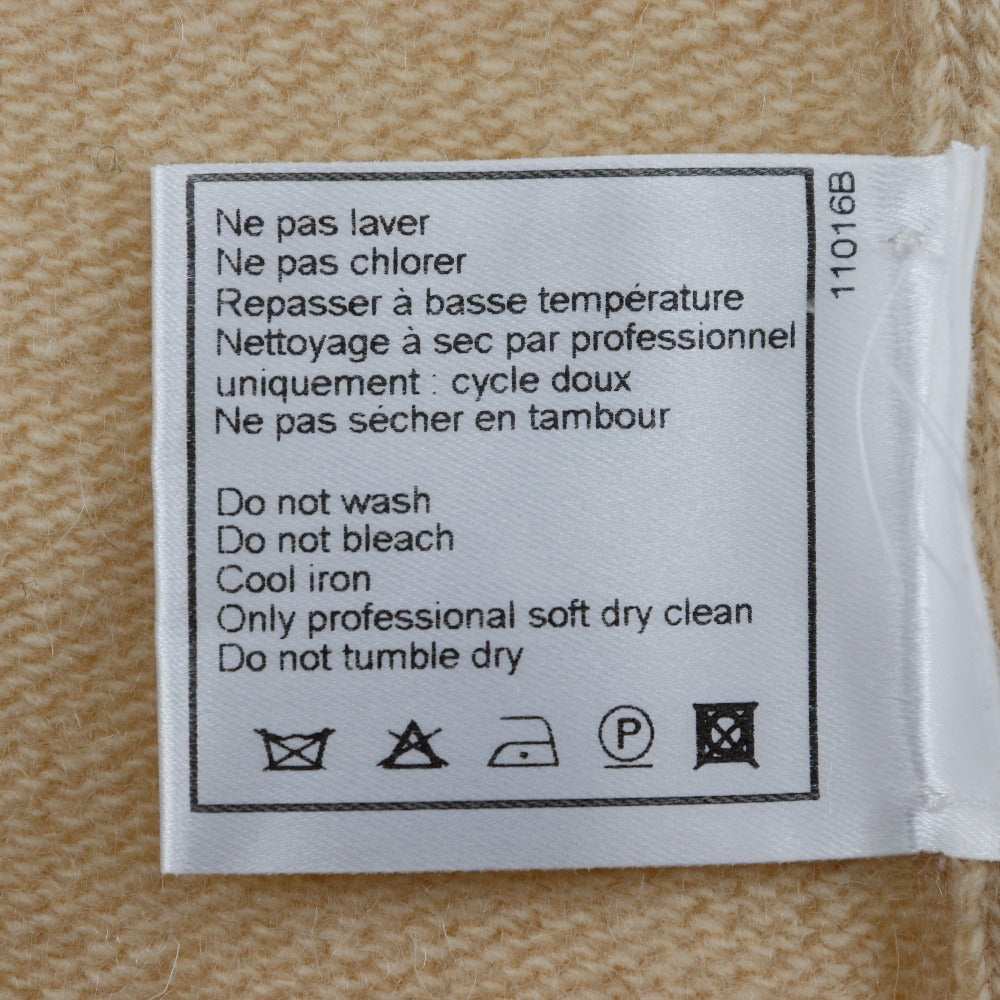 Ne pas laver
Ne pas chlorer
Repasser à basse température
Nettoyage à sec par professionnel
uniquement : cycle doux
Ne pas sécher en tambour
Do not wash
Do not bleach
Cool iron
Only professional soft dry clean
Do not tumble dry
P
11016B